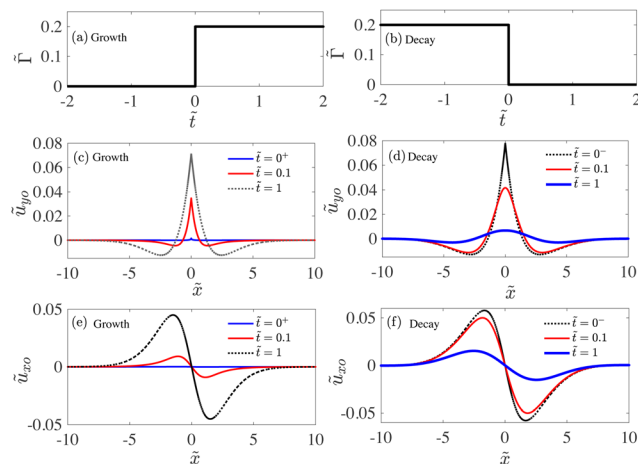 (a) Growth
0.2
0.1
0
Γ̃
-2 -1 0 1 2
t̃
(b) Decay
0.2
0.1
0
Γ̃
-2 -1 0 1 2
t̃
(c) Growth
t̃ = 0⁺
t̃ = 0.1
t̃ = 1
0.08
0.06
0.04
0.02
0
ũyo
-10 -5 0 5 10
x̃
(d) Decay
t̃ = 0⁻
t̃ = 0.1
t̃ = 1
0.08
0.06
0.04
0.02
0
ũyo
-10 -5 0 5 10
x̃
(e) Growth
t̃ = 0⁺
t̃ = 0.1
t̃ = 1
0.05
0
-0.05
ũxo
-10 -5 0 5 10
x̃
(f) Decay
t̃ = 0⁻
t̃ = 0.1
t̃ = 1
0.05
0
-0.05
ũxo
-10 -5 0 5 10
x̃